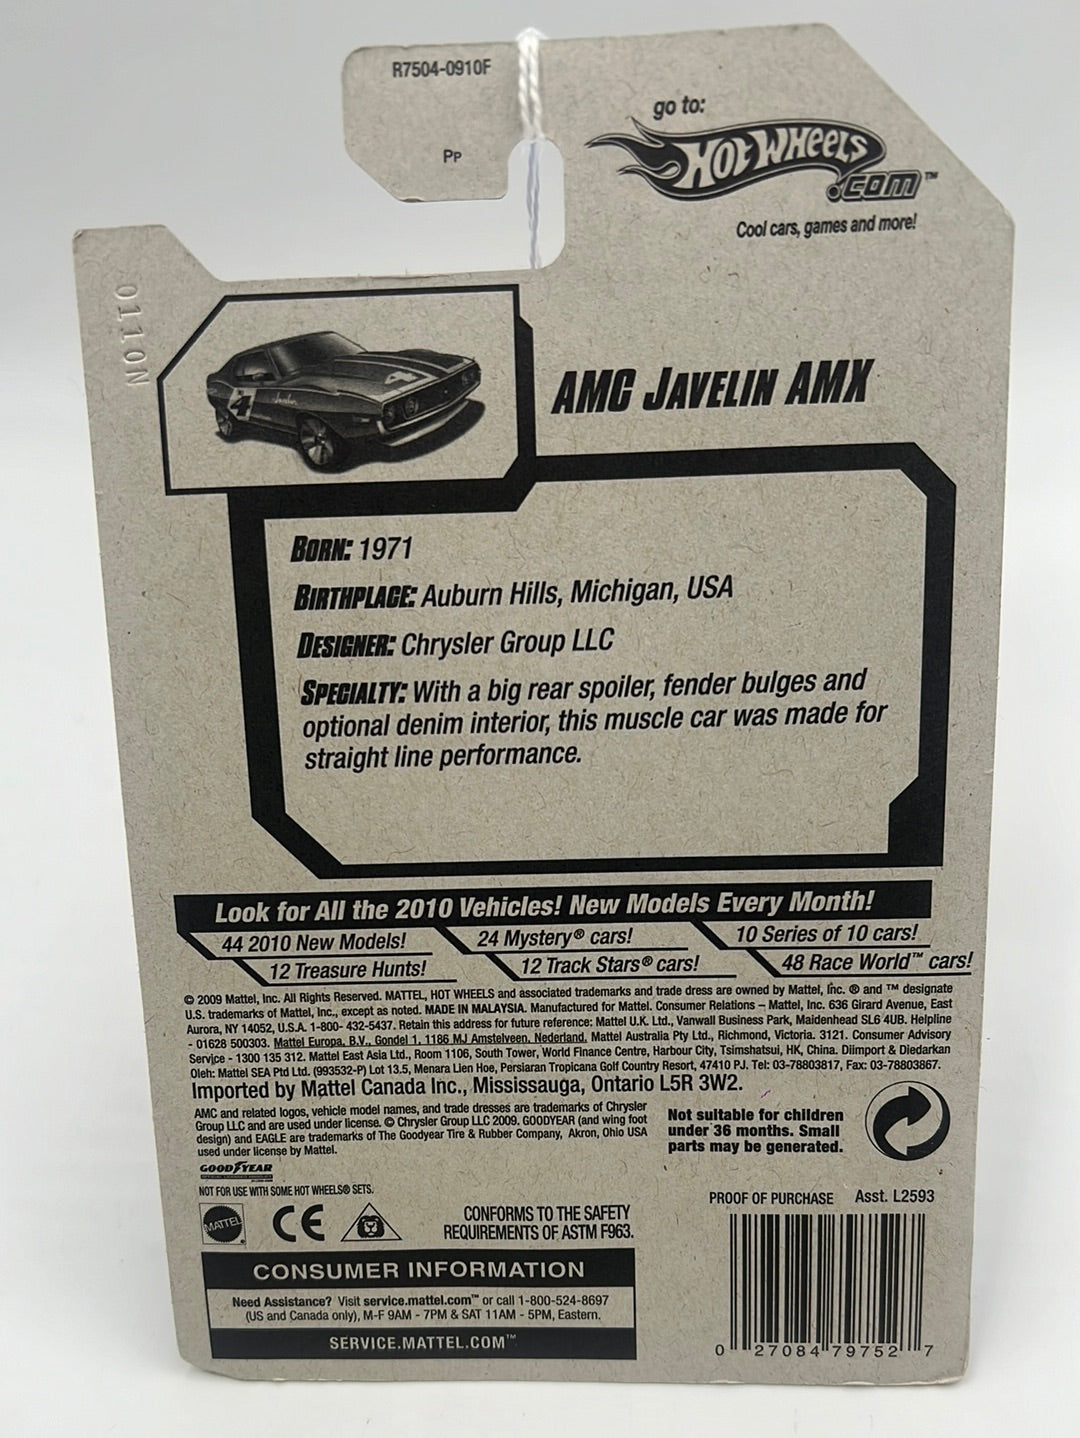 R7504-0910F
Pp
go to:
HOT WHEELS
.COM™
Cool cars, games and more!
0110N
4
4
Javelin
AMC JAVELIN AMX
BORN: 1971
BIRTHPLACE: Auburn Hills, Michigan, USA
DESIGNER: Chrysler Group LLC
SPECIALTY: With a big rear spoiler, fender bulges and
optional denim interior, this muscle car was made for
straight line performance.
Look for All the 2010 Vehicles! New Models Every Month!
44 2010 New Models!
24 Mystery® cars!
10 Series of 10 cars!
12 Treasure Hunts!
12 Track Stars® cars!
48 Race World™ cars!
© 2009 Mattel, Inc. All Rights Reserved. MATTEL, HOT WHEELS and associated trademarks and trade dress are owned by Mattel, Inc. ® and ™ designate
U.S. trademarks of Mattel, Inc., except as noted. MADE IN MALAYSIA. Manufactured for Mattel. Consumer Relations – Mattel, Inc. 636 Girard Avenue, East
Aurora, NY 14052, U.S.A. 1-800- 432-5437. Retain this address for future reference: Mattel U.K. Ltd., Vanwall Business Park, Maidenhead SL6 4UB. Helpline
- 01628 500303. Mattel Europa, B.V., Gondel 1, 1186 MJ Amstelveen, Nederland. Mattel Australia Pty Ltd., Richmond, Victoria. 3121. Consumer Advisory
Service - 1300 135 312. Mattel East Asia Ltd., Room 1106, South Tower, World Finance Centre, Harbour City, Tsimshatsui, HK, China. Diimport & Diedarkan
Oleh: Mattel SEA Ptd Ltd. (993532-P) Lot 13.5, Menara Lien Hoe, Persiaran Tropicana Golf Country Resort, 47410 PJ. Tel: 03-78803817, Fax: 03-78803867.
Imported by Mattel Canada Inc., Mississauga, Ontario L5R 3W2.
AMC and related logos, vehicle model names, and trade dresses are trademarks of Chrysler
Group LLC and are used under license. © Chrysler Group LLC 2009. GOODYEAR (and wing foot
design) and EAGLE are trademarks of The Goodyear Tire & Rubber Company, Akron, Ohio USA
used under license by Mattel.
Not suitable for children
under 36 months. Small
parts may be generated.
GOODYEAR
NOT FOR USE WITH SOME HOT WHEELS® SETS.
PROOF OF PURCHASE Asst. L2593
MATTEL
CE
CONFORMS TO THE SAFETY
REQUIREMENTS OF ASTM F963.
CONSUMER INFORMATION
Need Assistance? Visit service.mattel.com™ or call 1-800-524-8697
(US and Canada only), M-F 9AM - 7PM & SAT 11AM - 5PM, Eastern.
SERVICE.MATTEL.COM™
0 27084 79752 7